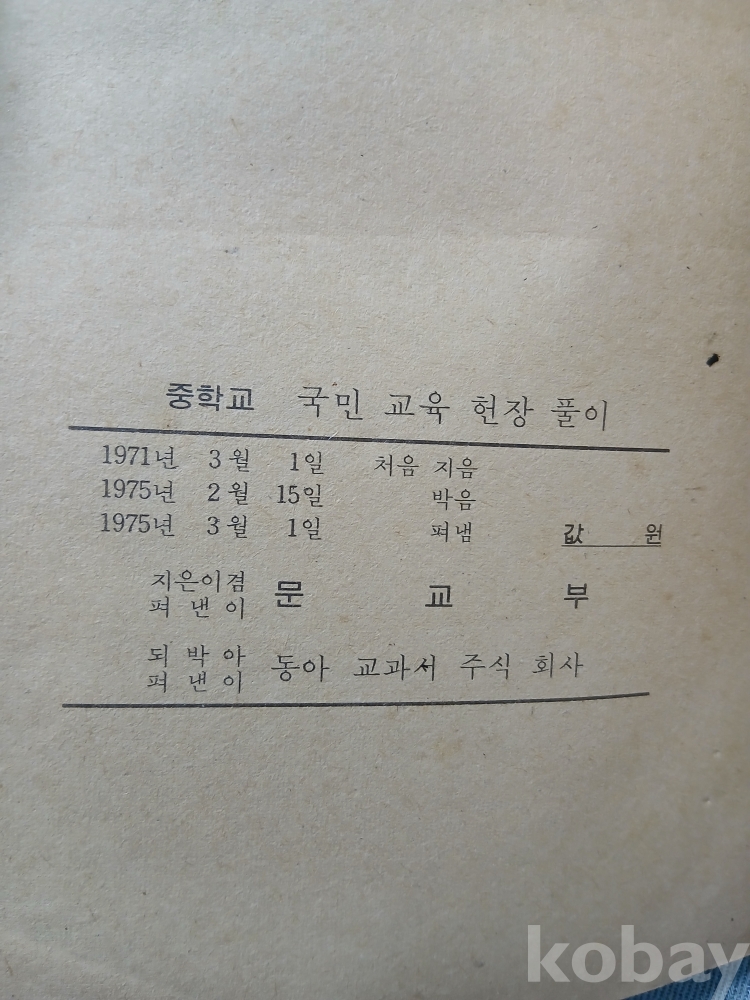 중학교 국민 교육 헌장 풀이
1971년 3월 1일 처음 지음
1975년 2월 15일 박음
1975년 3월 1일 펴냄 값 원
지은이겸
펴 낸 이 문 교 부
되 박 아
펴 낸 이 동아 교과서 주식 회사
kobay